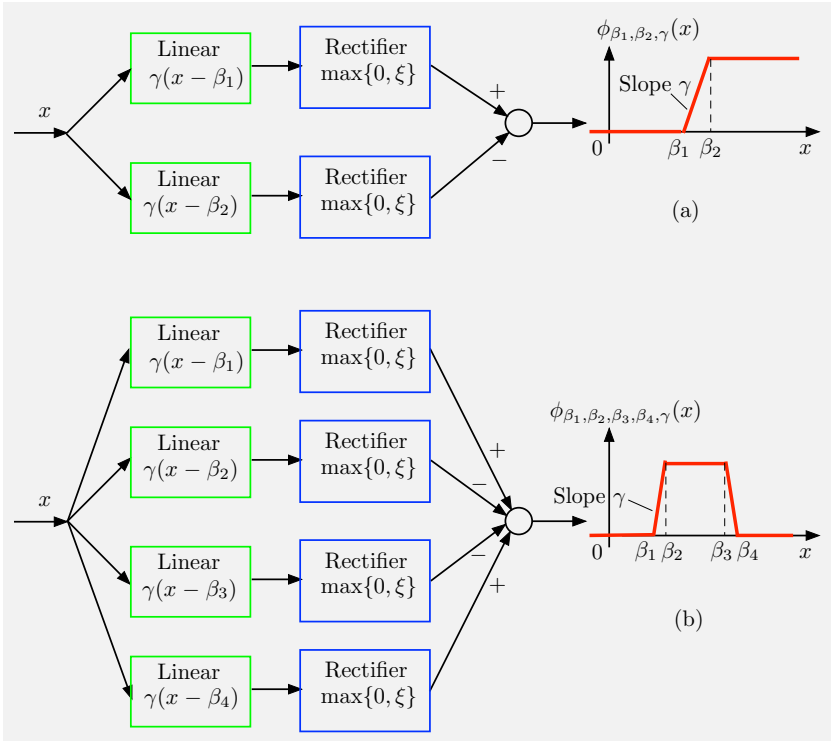 x
Linear
γ(x − β₁)
Rectifier
max{0, ξ}
+
Linear
γ(x − β₂)
Rectifier
max{0, ξ}
−
ϕβ₁,β₂,γ(x)
Slope γ
0 β₁ β₂ x
(a)
x
Linear
γ(x − β₁)
Rectifier
max{0, ξ}
+
Linear
γ(x − β₂)
Rectifier
max{0, ξ}
−
Linear
γ(x − β₃)
Rectifier
max{0, ξ}
−
Linear
γ(x − β₄)
Rectifier
max{0, ξ}
+
ϕβ₁,β₂,β₃,β₄,γ(x)
Slope γ
0 β₁ β₂ β₃ β₄ x
(b)